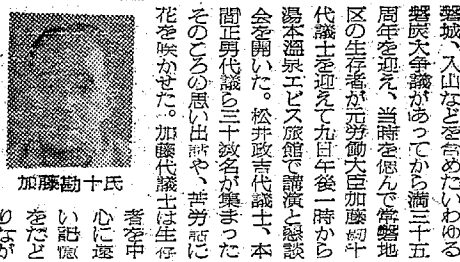 磐城、入山などを含めたいわゆる
磐炭大争議があってから満三十五
周年を迎え、当時を偲んで常磐地
区の生存者が元労働大臣加藤勘十
代議士を迎えて九日午後一時から
湯本温泉エビス旅館で講演と懇談
会を開いた。松井政吉代議士、本
間正男代議ら三十数名が集まった
そのころの思い出話や、苦労話に
花を咲かせた。加藤代議士は生存
者を中
心に遠
い記憶
をたど
りなが
加藤勘十氏